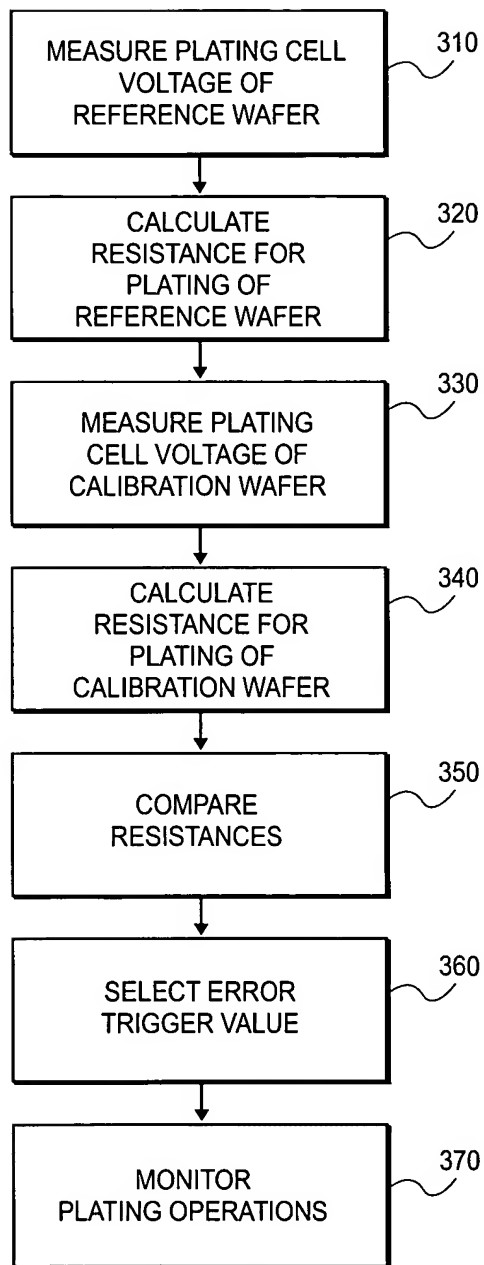 MEASURE PLATING CELL
VOLTAGE OF
REFERENCE WAFER
310
CALCULATE
RESISTANCE FOR
PLATING OF
REFERENCE WAFER
320
MEASURE PLATING
CELL VOLTAGE OF
CALIBRATION WAFER
330
CALCULATE
RESISTANCE FOR
PLATING OF
CALIBRATION WAFER
340
COMPARE
RESISTANCES
350
SELECT ERROR
TRIGGER VALUE
360
MONITOR
PLATING OPERATIONS
370